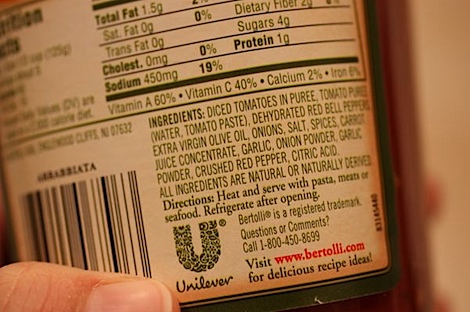 Total Fat 1.5g 2% Dietary Fiber 2g
Sat. Fat 0g 0% Sugars 4g
Trans Fat 0g Protein 1g
Cholest. 0mg 0%
Sodium 450mg 19%
Vitamin A 60% • Vitamin C 40% • Calcium 2% • Iron 6%
calorie diet.
CLIFFS, NJ 07632
ARRABBIATA
INGREDIENTS: DICED TOMATOES IN PUREE, TOMATO PUREE
(WATER, TOMATO PASTE), DEHYDRATED RED BELL PEPPERS,
EXTRA VIRGIN OLIVE OIL, ONIONS, SALT, SPICES, CARROT
JUICE CONCENTRATE, GARLIC, ONION POWDER, GARLIC
POWDER, CRUSHED RED PEPPER, CITRIC ACID.
ALL INGREDIENTS ARE NATURAL OR NATURALLY DERIVED.
Directions: Heat and serve with pasta, meats or
seafood. Refrigerate after opening.
Bertolli® is a registered trademark.
Questions or Comments?
Call 1-800-450-8699
Visit www.bertolli.com
for delicious recipe ideas!
Unilever